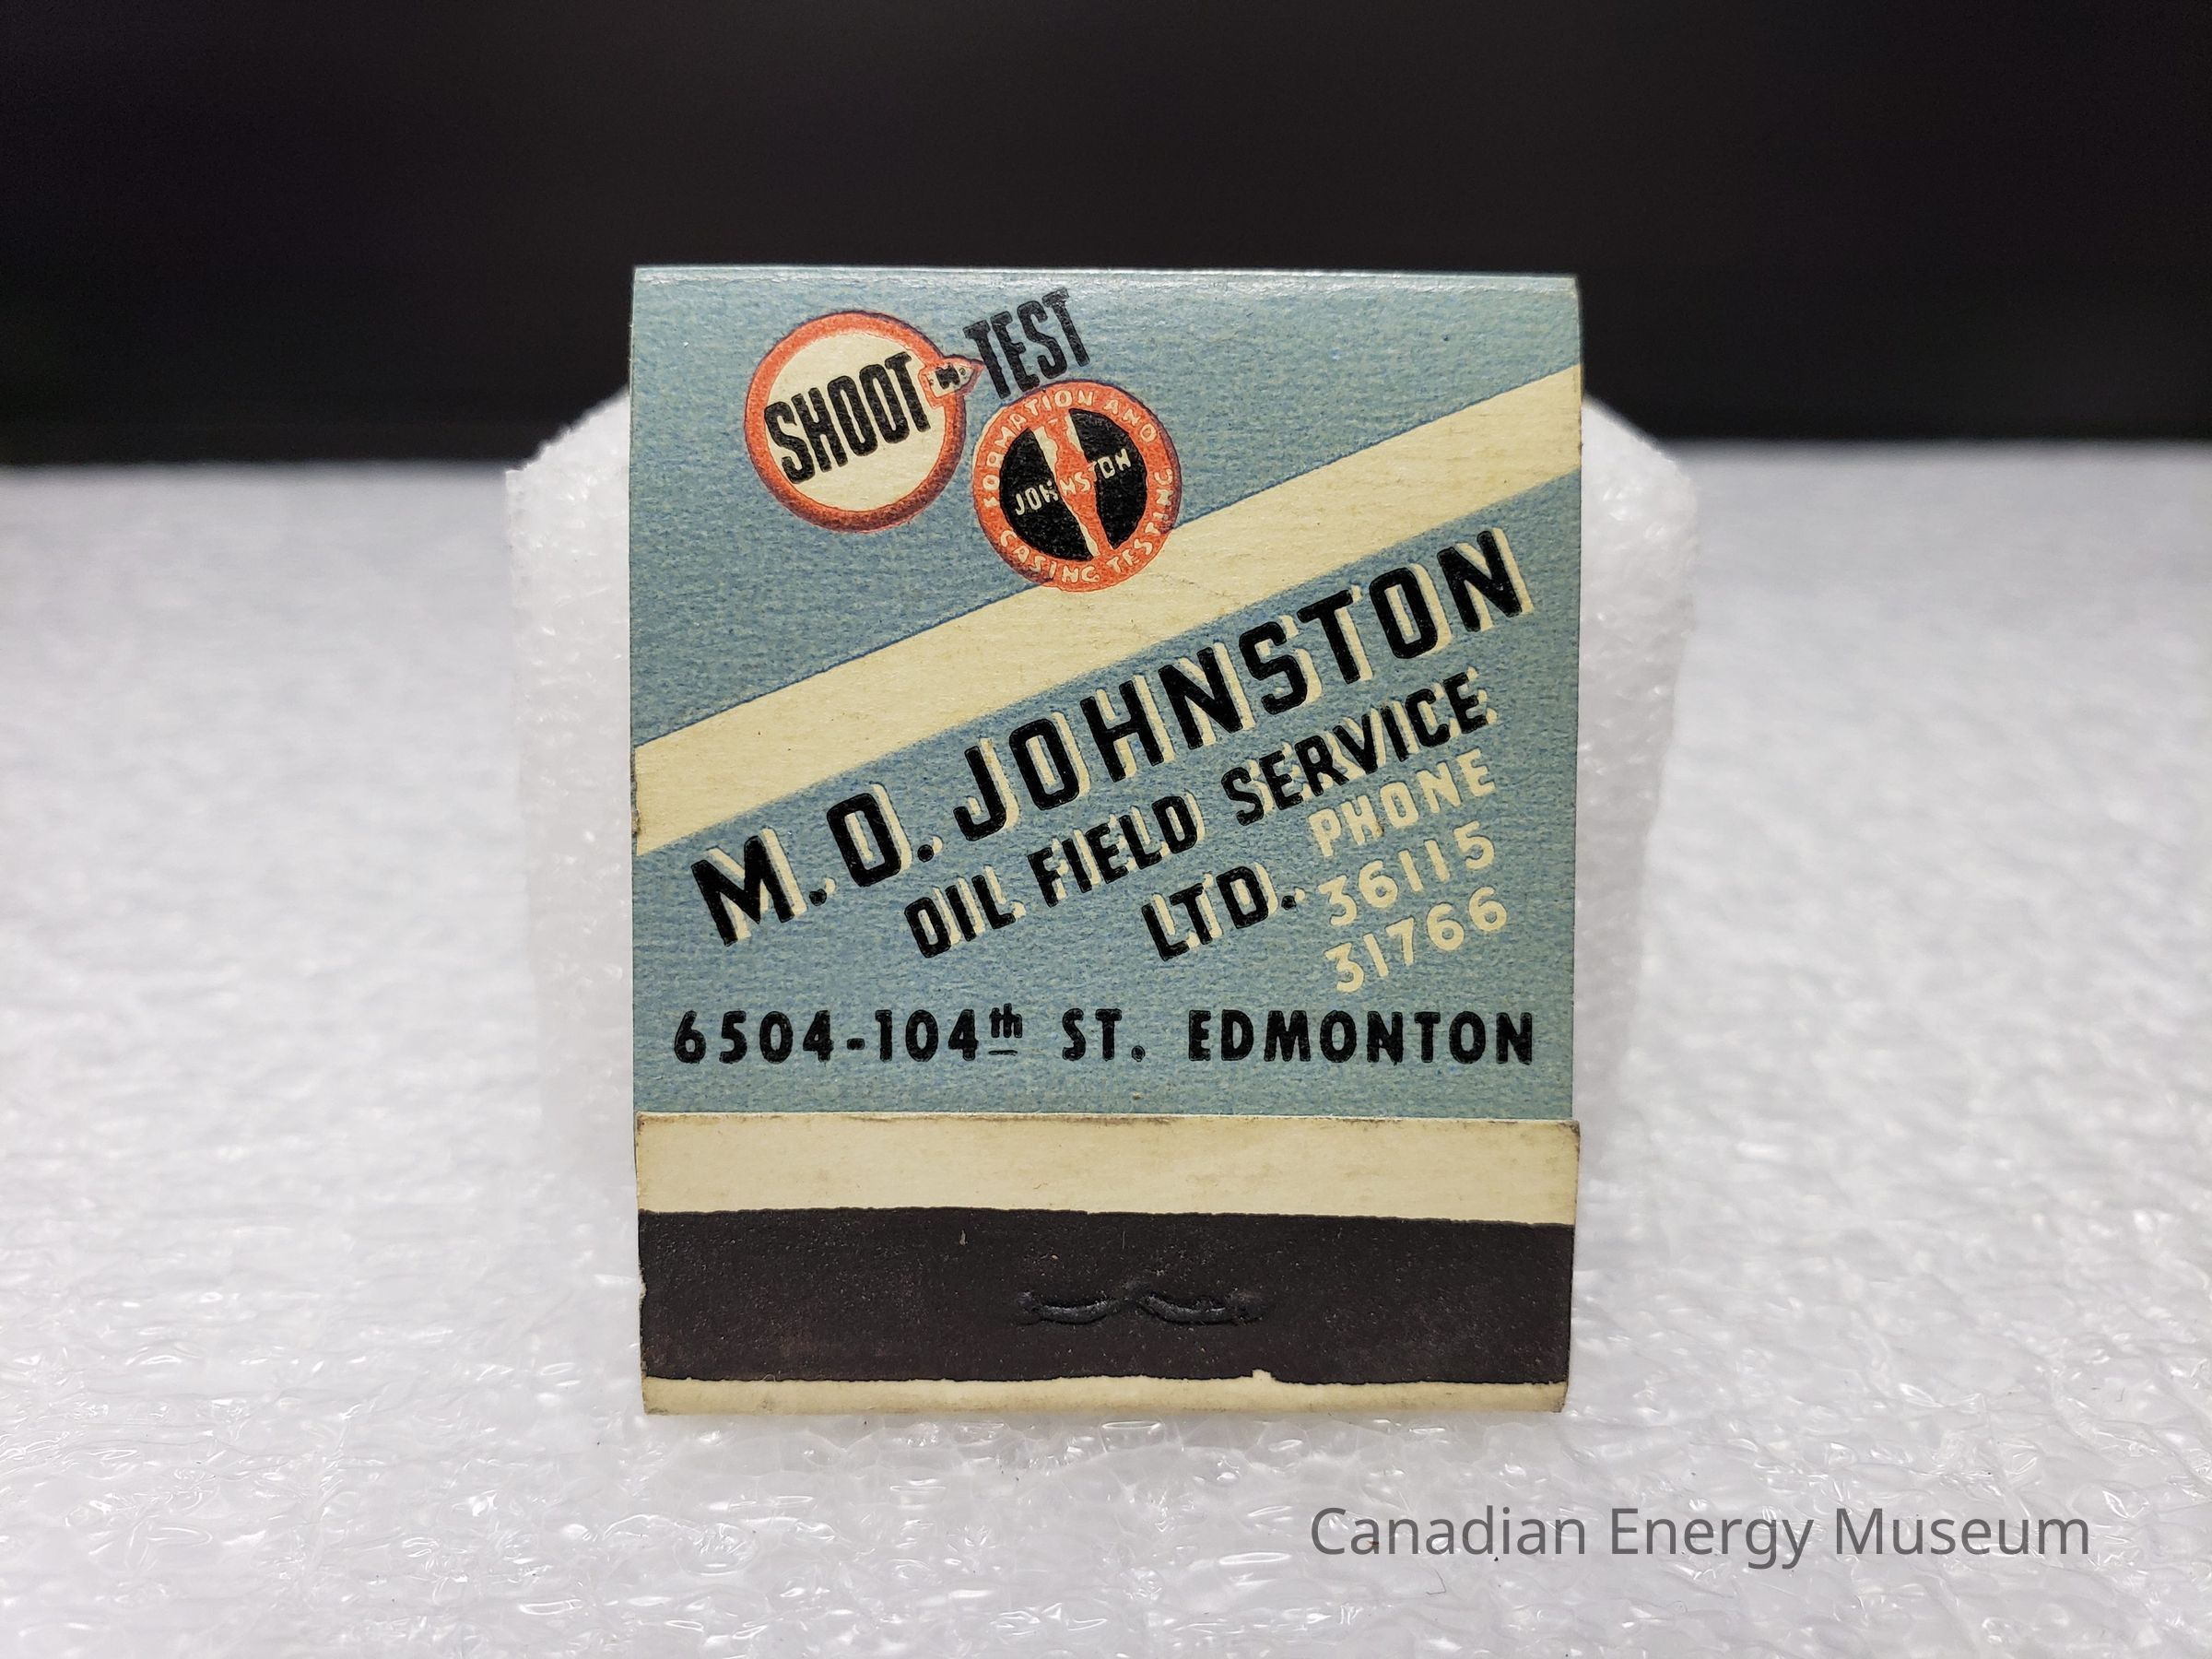 SHOOT N TEST
FORMATION AND
JOHNSTON
CASING TESTING
M.O. JOHNSTON
OIL FIELD SERVICE
LTD.
PHONE
36115
31766
6504-104th ST. EDMONTON
Canadian Energy Museum